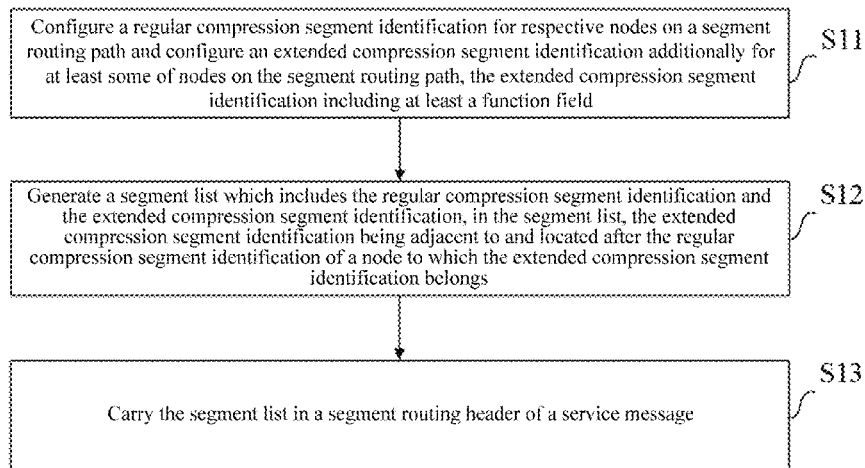 Configure a regular compression segment identification for respective nodes on a segment
routing path and configure an extended compression segment identification additionally for
at least some of nodes on the segment routing path, the extended compression segment
identification including at least a function field
S11
Generate a segment list which includes the regular compression segment identification and
the extended compression segment identification, in the segment list, the extended
compression segment identification being adjacent to and located after the regular
compression segment identification of a node to which the extended compression segment
identification belongs
S12
Carry the segment list in a segment routing header of a service message
S13